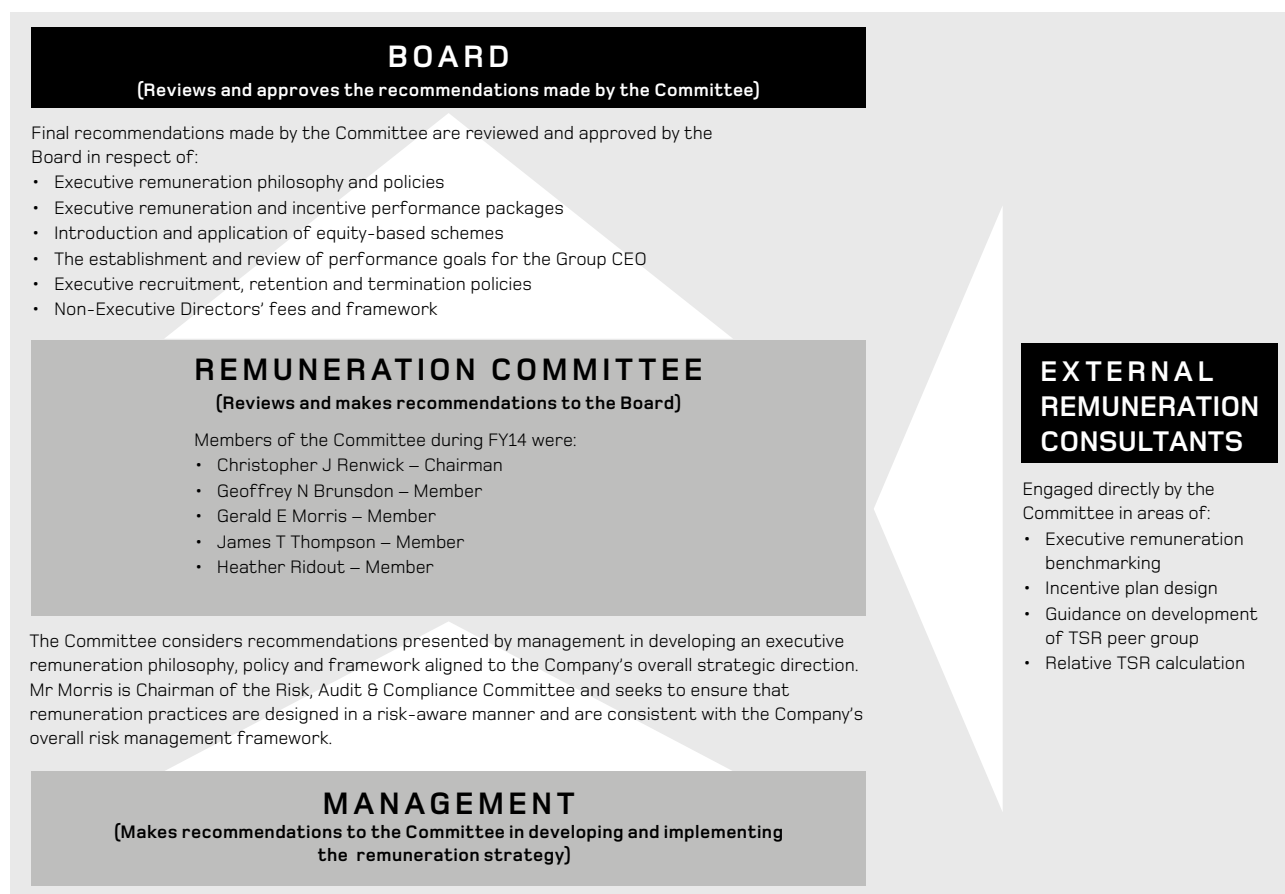 BOARD
(Reviews and approves the recommendations made by the Committee)
Final recommendations made by the Committee are reviewed and approved by the
Board in respect of:
• Executive remuneration philosophy and policies
• Executive remuneration and incentive performance packages
• Introduction and application of equity-based schemes
• The establishment and review of performance goals for the Group CEO
• Executive recruitment, retention and termination policies
• Non-Executive Directors' fees and framework
REMUNERATION COMMITTEE
(Reviews and makes recommendations to the Board)
Members of the Committee during FY14 were:
• Christopher J Renwick – Chairman
• Geoffrey N Brunsdon – Member
• Gerald E Morris – Member
• James T Thompson – Member
• Heather Ridout – Member
The Committee considers recommendations presented by management in developing an executive
remuneration philosophy, policy and framework aligned to the Company's overall strategic direction.
Mr Morris is Chairman of the Risk, Audit & Compliance Committee and seeks to ensure that
remuneration practices are designed in a risk-aware manner and are consistent with the Company's
overall risk management framework.
MANAGEMENT
(Makes recommendations to the Committee in developing and implementing
the remuneration strategy)
EXTERNAL
REMUNERATION
CONSULTANTS
Engaged directly by the
Committee in areas of:
• Executive remuneration
benchmarking
• Incentive plan design
• Guidance on development
of TSR peer group
• Relative TSR calculation